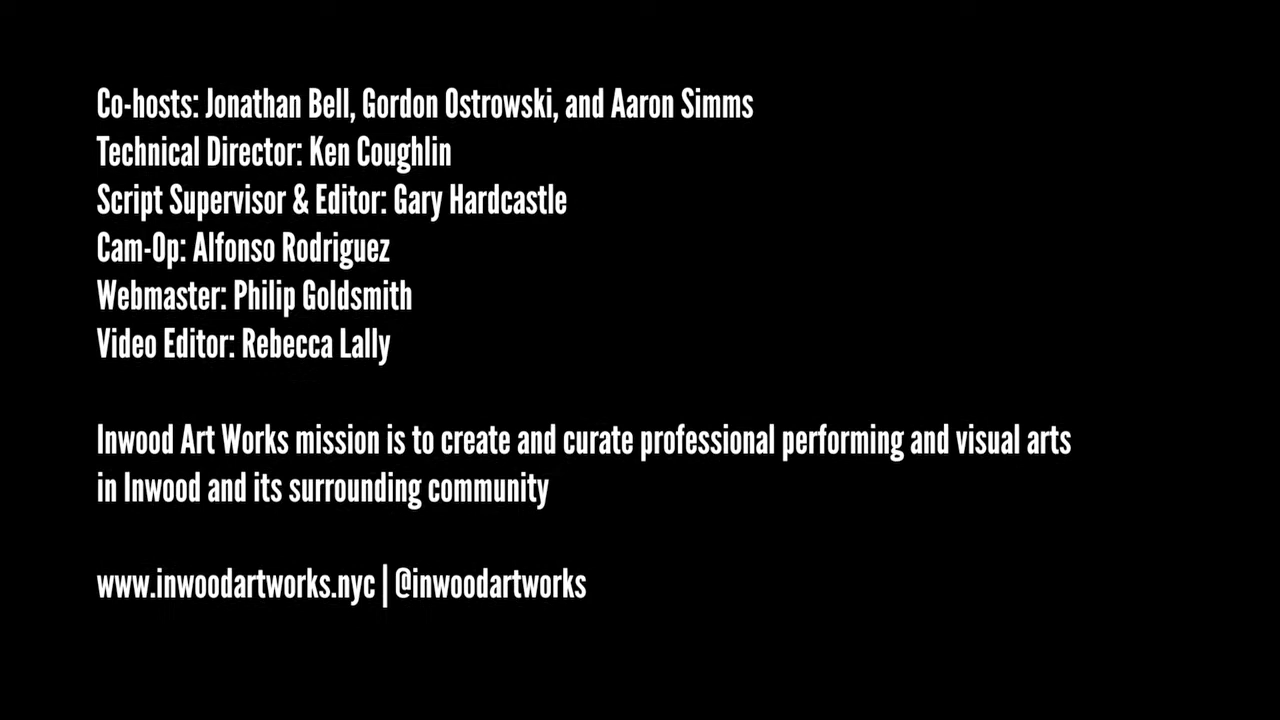 Co-hosts: Jonathan Bell, Gordon Ostrowski, and Aaron Simms
Technical Director: Ken Coughlin
Script Supervisor & Editor: Gary Hardcastle
Cam-Op: Alfonso Rodriguez
Webmaster: Philip Goldsmith
Video Editor: Rebecca Lally
Inwood Art Works mission is to create and curate professional performing and visual arts
in Inwood and its surrounding community
www.inwoodartworks.nyc | @inwoodartworks